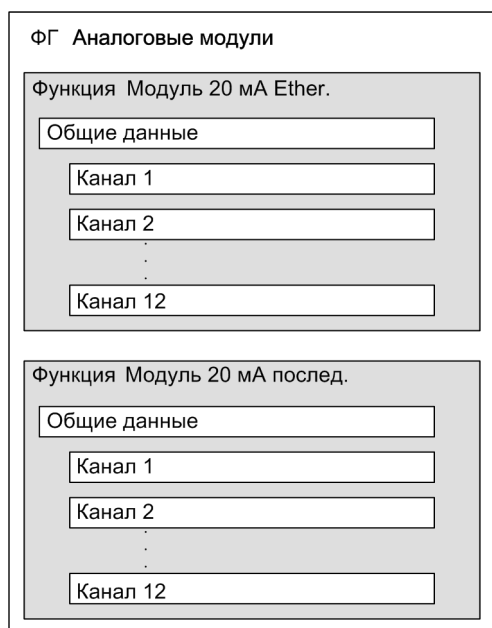 ФГ Аналоговые модули
Функция Модуль 20 мА Ether.
Общие данные
Канал 1
Канал 2
.
.
.
Канал 12
Функция Модуль 20 мА послед.
Общие данные
Канал 1
Канал 2
.
.
.
Канал 12